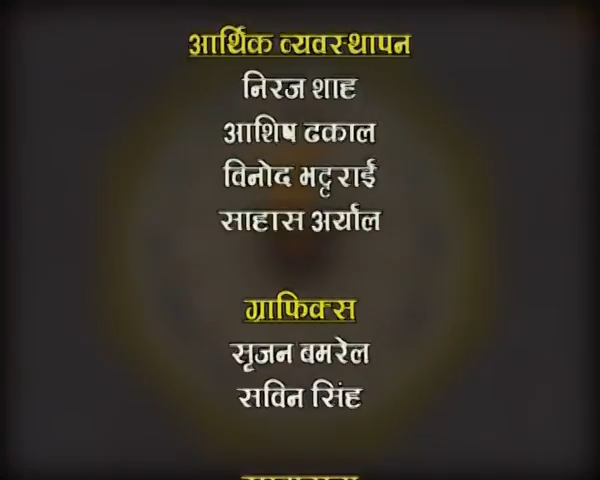 आर्थिक व्यवस्थापन
निरज शाह
आशिष ढकाल
विनोद भट्टराई
साहास अर्याल
ग्राफिक्स
सृजन बमरेल
सविन सिंह